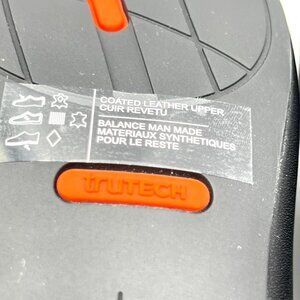 COATED LEATHER UPPER
CUIR REVETU
BALANCE MAN MADE
MATERIAUX SYNTHETIQUES
POUR LE RESTE
trUTECH